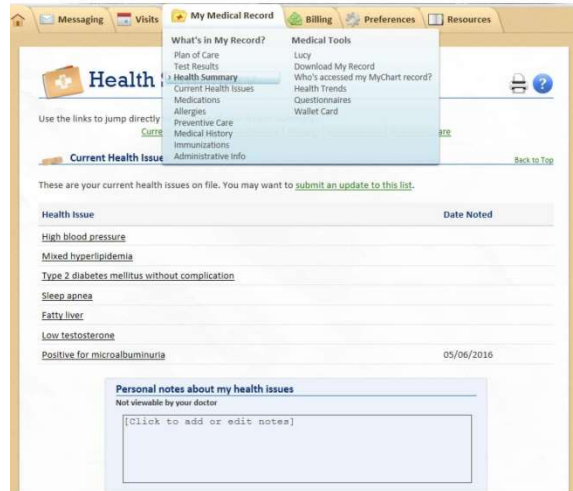 Messaging Visits My Medical Record Billing Preferences Resources
What's in My Record?
Plan of Care
Test Results
Health Summary
Current Health Issues
Medications
Allergies
Preventive Care
Medical History
Immunizations
Administrative Info
Medical Tools
Lucy
Download My Record
Who's accessed my MyChart record?
Health Trends
Questionnaires
Wallet Card
Health
?
Use the links to jump directly
Curre
are
Current Health Issue
Back to Top
These are your current health issues on file. You may want to submit an update to this list.
Health Issue Date Noted
High blood pressure
Mixed hyperlipidemia
Type 2 diabetes mellitus without complication
Sleep apnea
Fatty liver
Low testosterone
Positive for microalbuminuria 05/06/2016
Personal notes about my health issues
Not viewable by your doctor
[Click to add or edit notes]